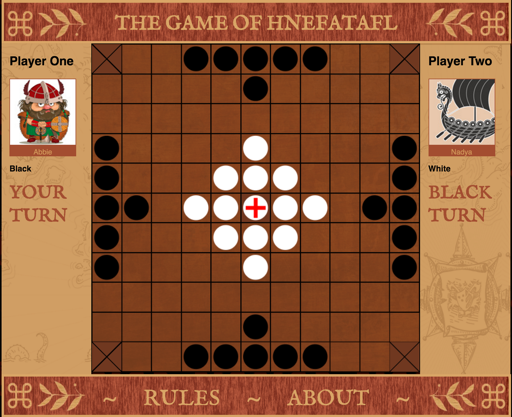 THE GAME OF HNEFATAFL
Player One
Abbie
Black
YOUR
TURN
Player Two
Nadya
White
BLACK
TURN
~ RULES ~ ABOUT ~